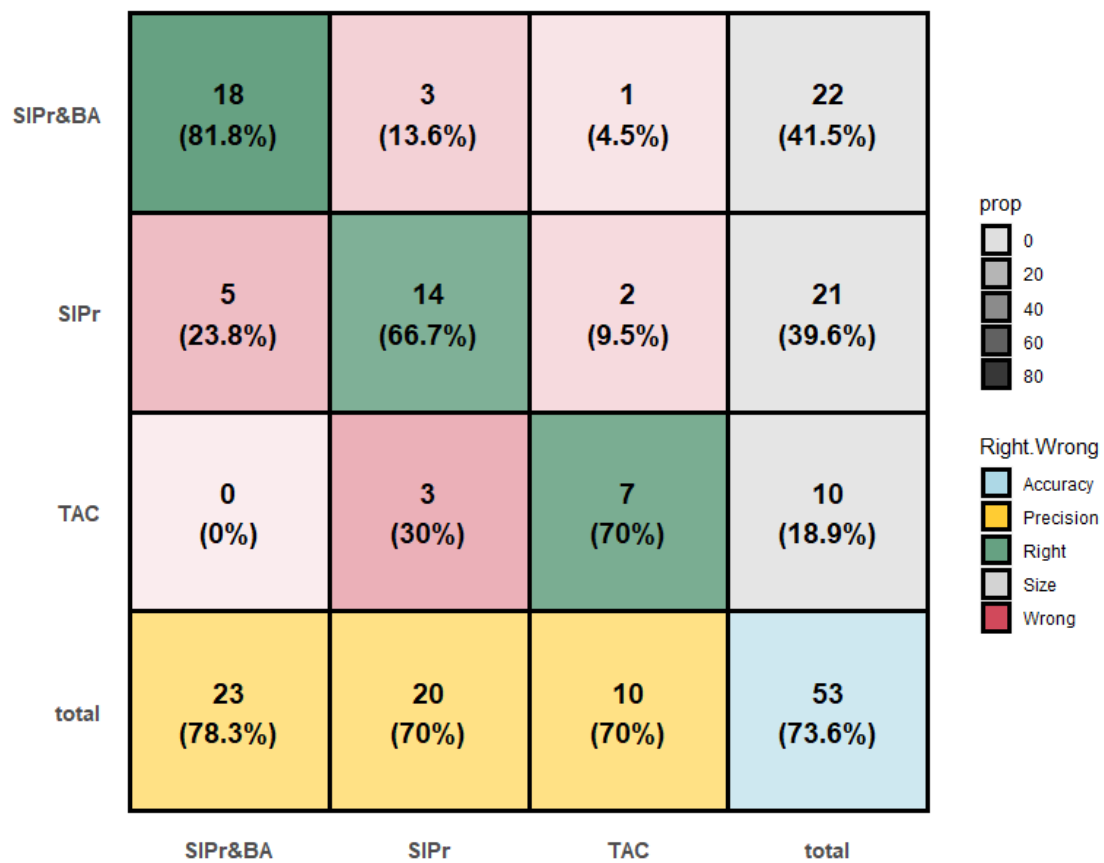 SIPr&BA
18
(81.8%)
3
(13.6%)
1
(4.5%)
22
(41.5%)
SIPr
5
(23.8%)
14
(66.7%)
2
(9.5%)
21
(39.6%)
TAC
0
(0%)
3
(30%)
7
(70%)
10
(18.9%)
total
23
(78.3%)
20
(70%)
10
(70%)
53
(73.6%)
SIPr&BA
SIPr
TAC
total
prop
0
20
40
60
80
Right.Wrong
Accuracy
Precision
Right
Size
Wrong